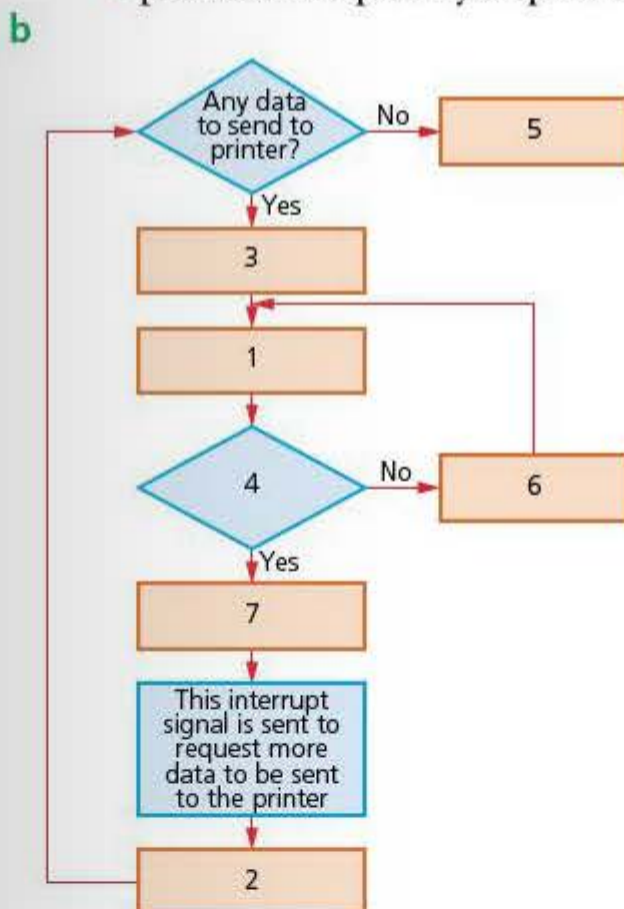 b
Any data
to send to
printer?
No
5
Yes
3
1
4
No
6
Yes
7
This interrupt
signal is sent to
request more
data to be sent
to the printer
2